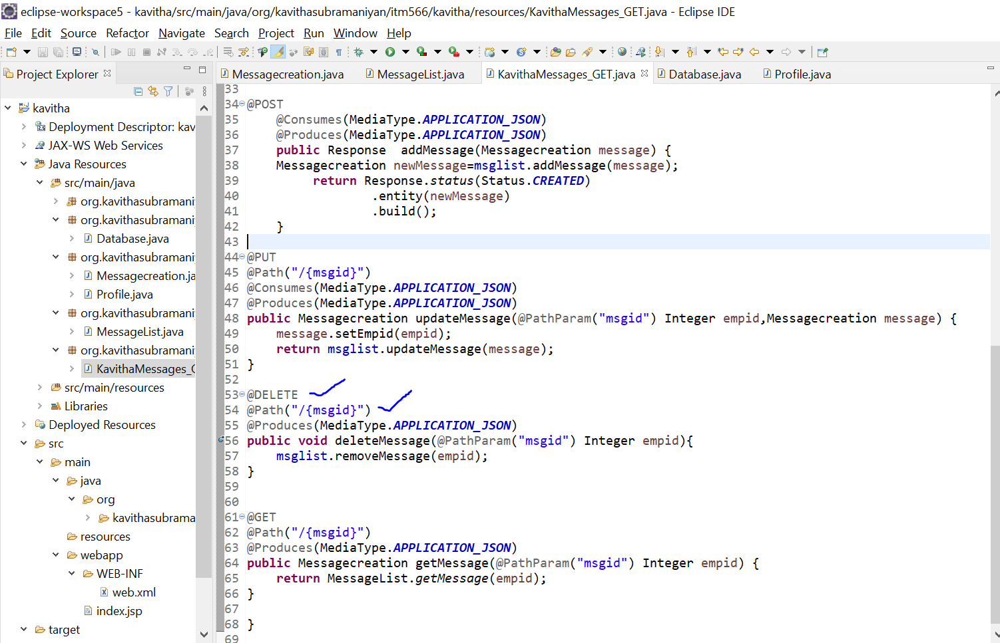 eclipse-workspace5 - kavitha/src/main/java/org/kavithasubramaniyan/itm566/kavitha/resources/KavithaMessages_GET.java - Eclipse IDE
File Edit Source Refactor Navigate Search Project Run Window Help
Project Explorer
Messagecreation.java MessageList.java KavithaMessages_GET.java Database.java Profile.java
kavitha
Deployment Descriptor: kav
JAX-WS Web Services
Java Resources
src/main/java
org.kavithasubramani
org.kavithasubramani
Database.java
org.kavithasubramani
Messagecreation.ja
Profile.java
org.kavithasubramani
MessageList.java
org.kavithasubramani
KavithaMessages_G
src/main/resources
Libraries
Deployed Resources
src
main
java
org
kavithasubrama
resources
webapp
WEB-INF
web.xml
index.jsp
target
33
34 @POST
35     @Consumes(MediaType.APPLICATION_JSON)
36     @Produces(MediaType.APPLICATION_JSON)
37     public Response  addMessage(Messagecreation message) {
38     Messagecreation newMessage=msglist.addMessage(message);
39          return Response.status(Status.CREATED)
40                  .entity(newMessage)
41                  .build();
42     }
43
44 @PUT
45 @Path("/{msgid}")
46 @Consumes(MediaType.APPLICATION_JSON)
47 @Produces(MediaType.APPLICATION_JSON)
48 public Messagecreation updateMessage(@PathParam("msgid") Integer empid,Messagecreation message) {
49     message.setEmpid(empid);
50     return msglist.updateMessage(message);
51 }
52
53 @DELETE
54 @Path("/{msgid}")
55 @Produces(MediaType.APPLICATION_JSON)
56 public void deleteMessage(@PathParam("msgid") Integer empid){
57     msglist.removeMessage(empid);
58 }
59
60
61 @GET
62 @Path("/{msgid}")
63 @Produces(MediaType.APPLICATION_JSON)
64 public Messagecreation getMessage(@PathParam("msgid") Integer empid) {
65     return MessageList.getMessage(empid);
66 }
67
68 }
69